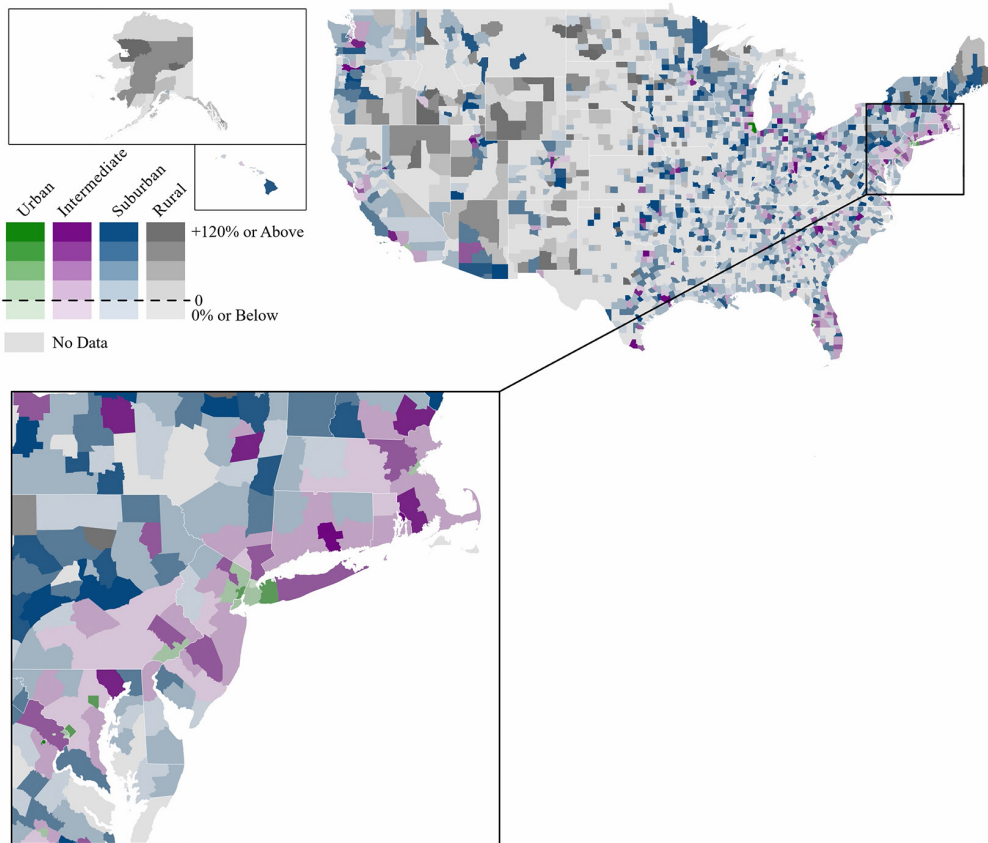 Urban
Intermediate
Suburban
Rural
+120% or Above
0
0% or Below
No Data